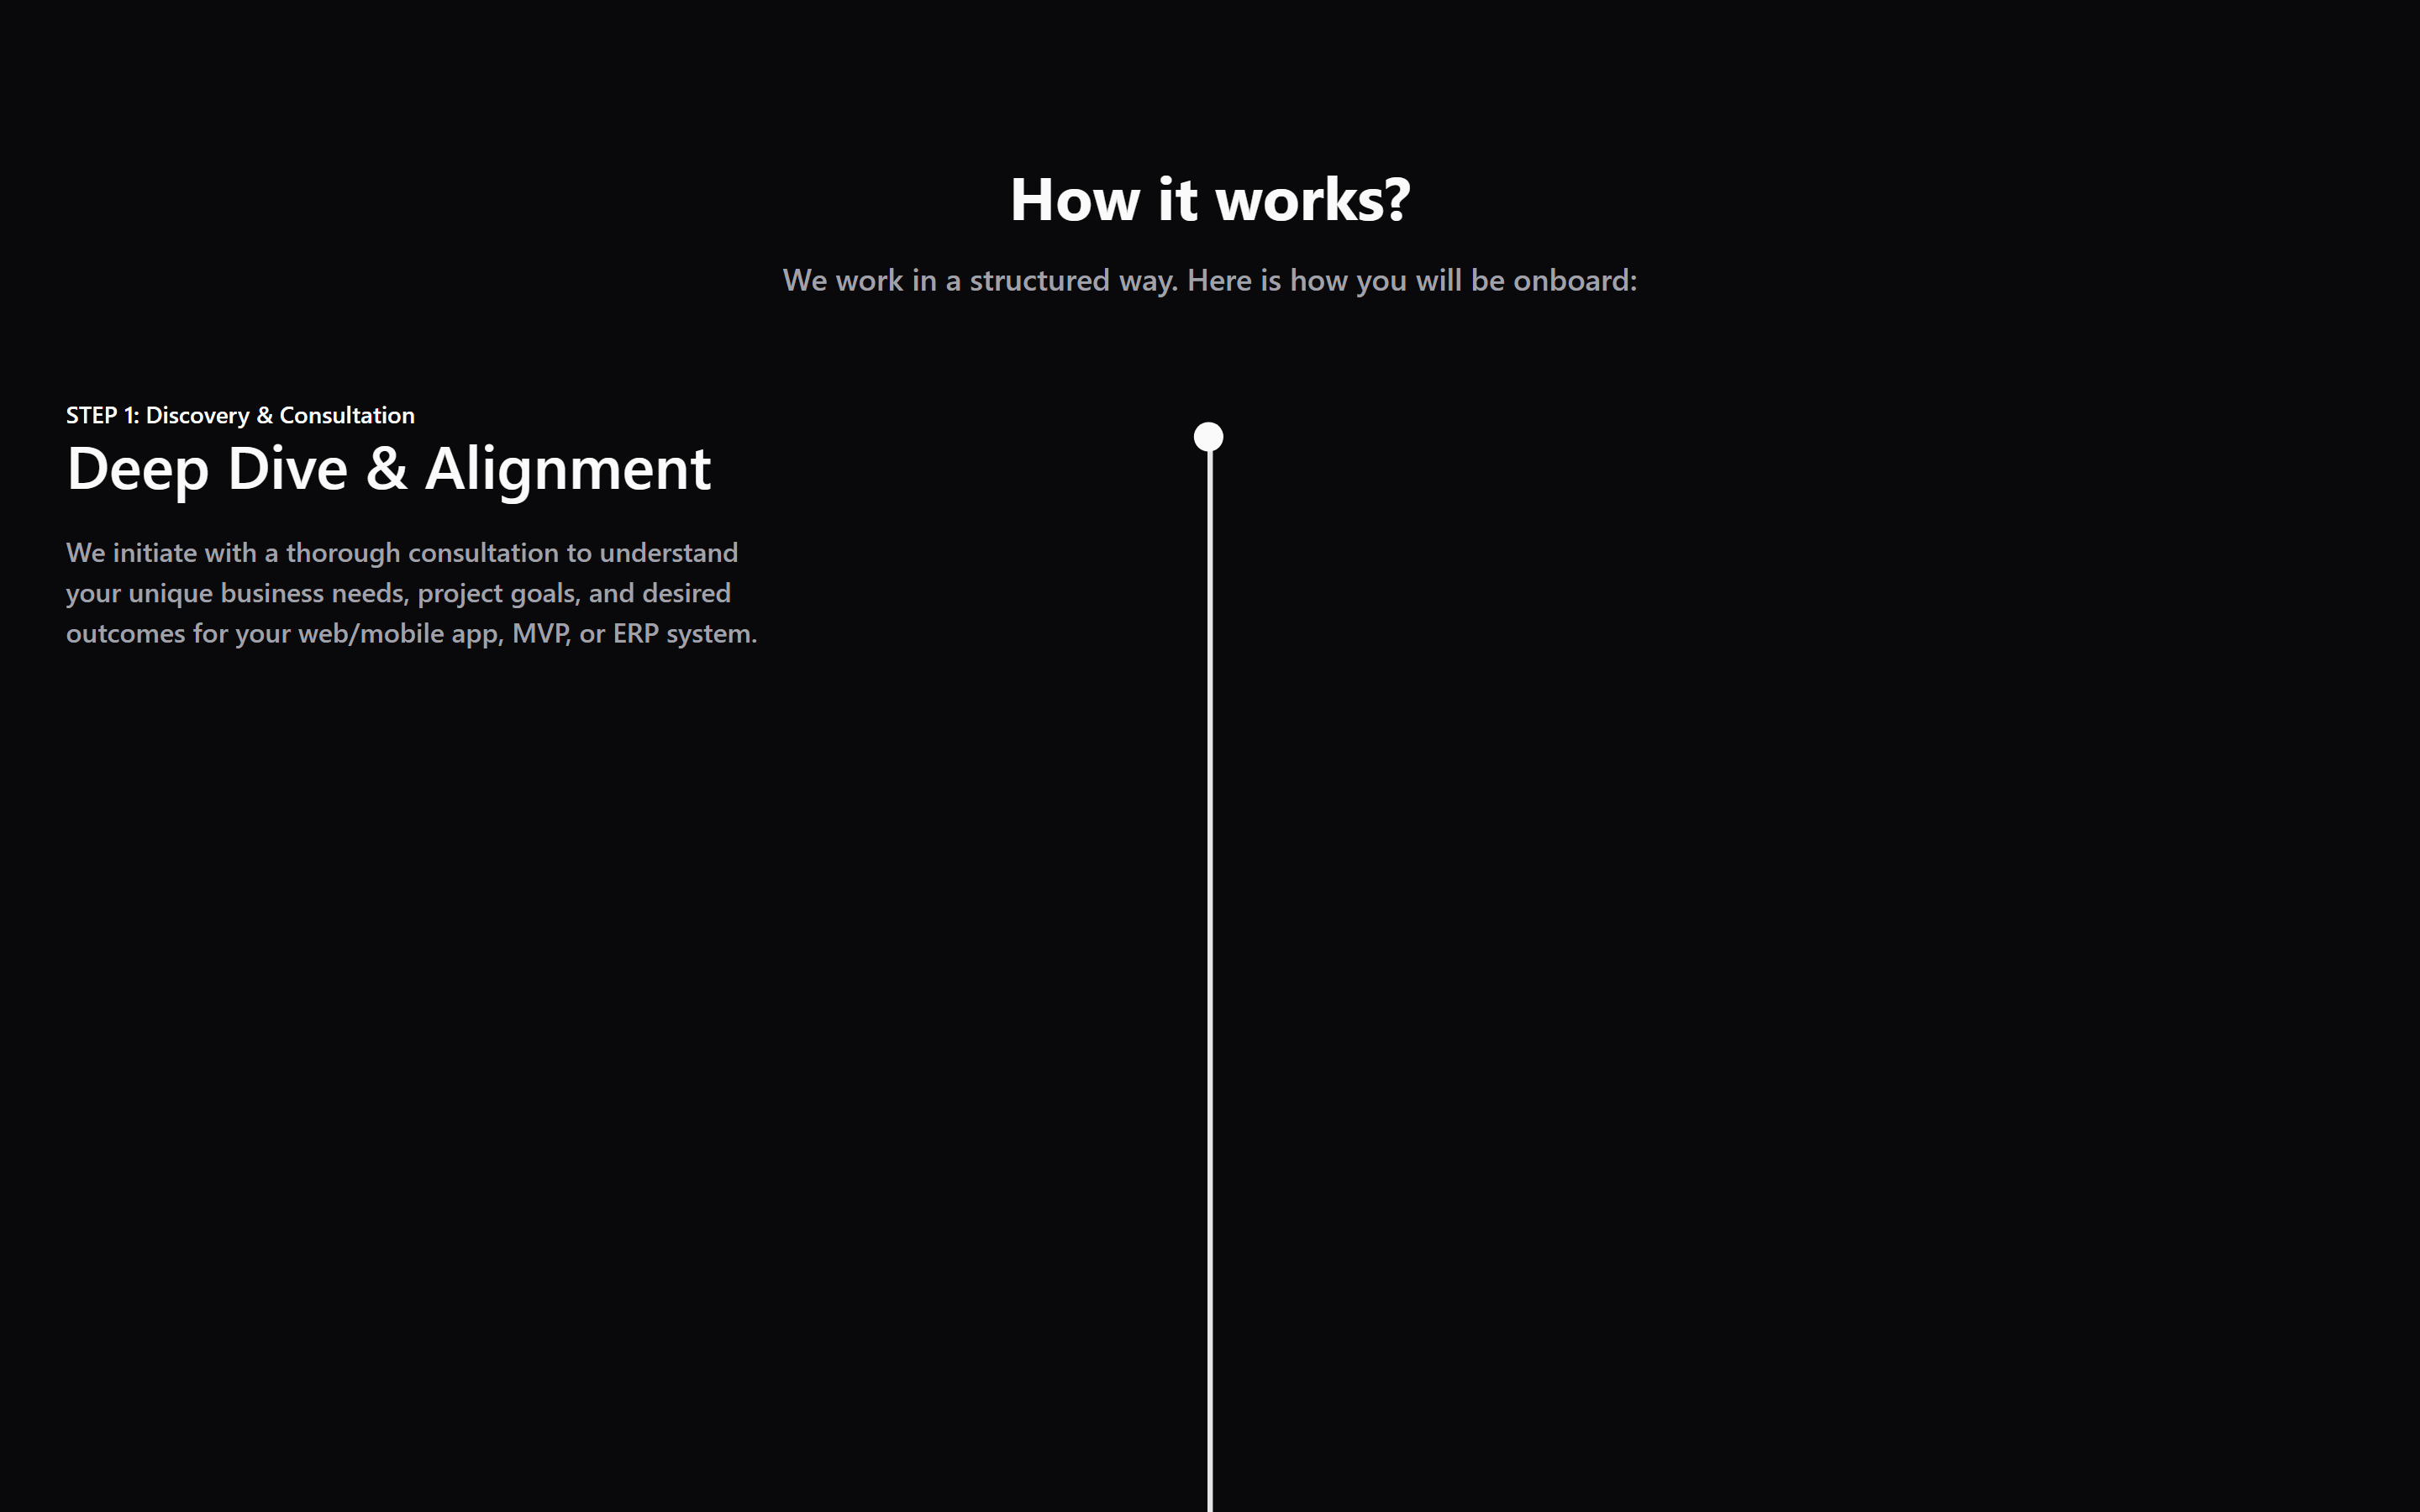 How it works?
We work in a structured way. Here is how you will be onboard:
STEP 1: Discovery & Consultation
Deep Dive & Alignment
We initiate with a thorough consultation to understand
your unique business needs, project goals, and desired
outcomes for your web/mobile app, MVP, or ERP system.